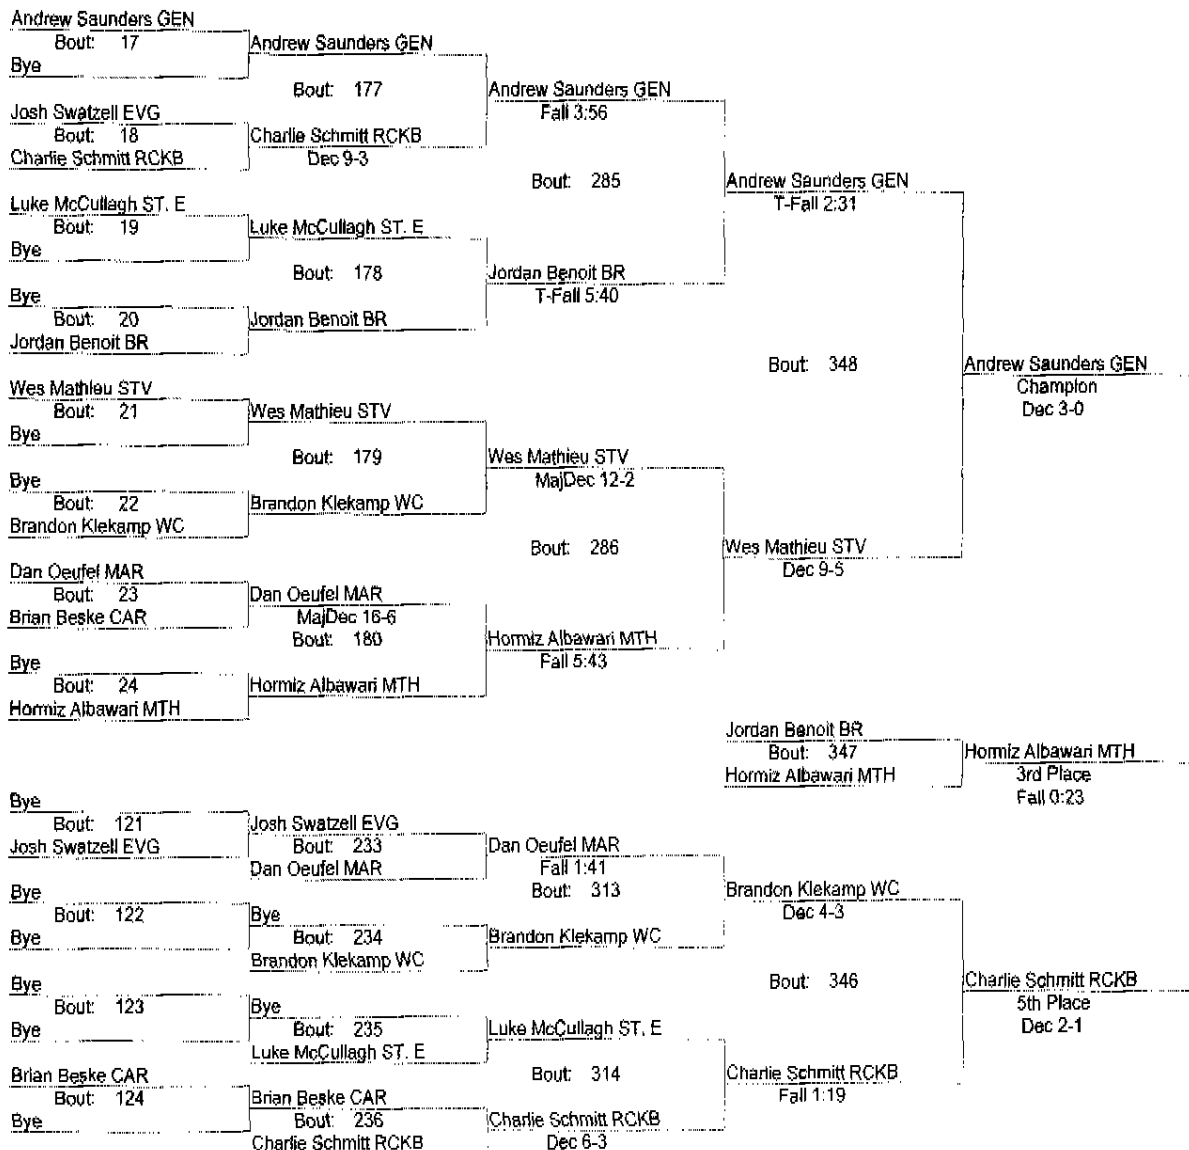 Andrew Saunders GEN
Bout: 17
Bye
Andrew Saunders GEN
Bout: 177
Josh Swatzell EVG
Bout: 18
Charlie Schmitt RCKB
Charlie Schmitt RCKB
Dec 9-3
Andrew Saunders GEN
Fall 3:56
Bout: 285
Luke McCullagh ST. E
Bout: 19
Bye
Luke McCullagh ST. E
Bout: 178
Bye
Bout: 20
Jordan Benoit BR
Jordan Benoit BR
Jordan Benoit BR
T-Fall 5:40
Andrew Saunders GEN
T-Fall 2:31
Bout: 348
Wes Mathieu STV
Bout: 21
Bye
Wes Mathieu STV
Bout: 179
Bye
Bout: 22
Brandon Klekamp WC
Brandon Klekamp WC
Wes Mathieu STV
MajDec 12-2
Bout: 286
Dan Oeufel MAR
Bout: 23
Brian Beske CAR
Dan Oeufel MAR
MajDec 16-6
Bout: 180
Bye
Bout: 24
Hormiz Albawari MTH
Hormiz Albawari MTH
Hormiz Albawari MTH
Fall 5:43
Wes Mathieu STV
Dec 9-5
Andrew Saunders GEN
Champion
Dec 3-0
Jordan Benoit BR
Bout: 347
Hormiz Albawari MTH
Hormiz Albawari MTH
3rd Place
Fall 0:23
Bye
Bout: 121
Josh Swatzell EVG
Josh Swatzell EVG
Bout: 233
Dan Oeufel MAR
Dan Oeufel MAR
Fall 1:41
Bout: 313
Bye
Bout: 122
Bye
Bye
Bout: 234
Brandon Klekamp WC
Brandon Klekamp WC
Brandon Klekamp WC
Dec 4-3
Bout: 346
Bye
Bout: 123
Bye
Bye
Bout: 235
Luke McCullagh ST. E
Luke McCullagh ST. E
Bout: 314
Brian Beske CAR
Bout: 124
Bye
Brian Beske CAR
Bout: 236
Charlie Schmitt RCKB
Charlie Schmitt RCKB
Dec 6-3
Charlie Schmitt RCKB
Fall 1:19
Charlie Schmitt RCKB
5th Place
Dec 2-1